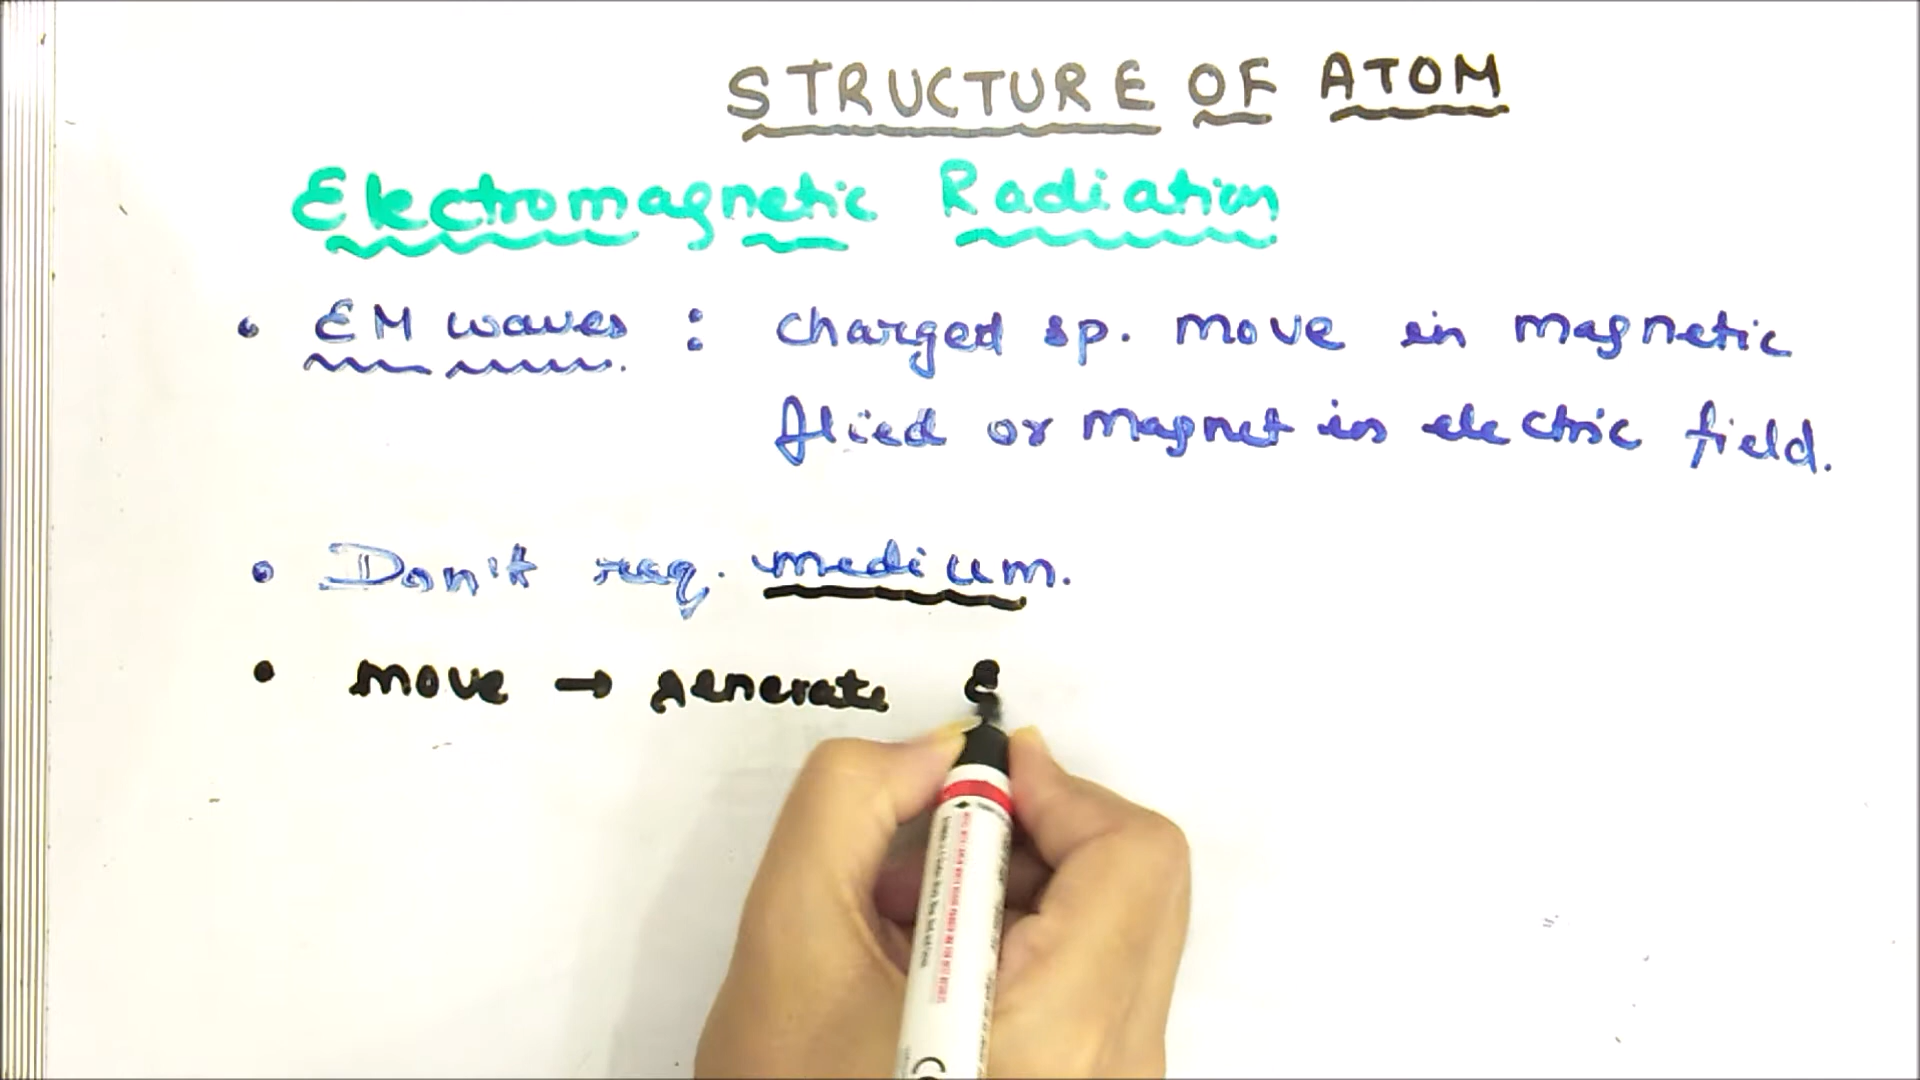 STRUCTURE OF ATOM
Electromagnetic Radiation
• EM waves : charged sp. move in magnetic
flied or magnet in electric field.
• Don't req. medium.
• move → generate E